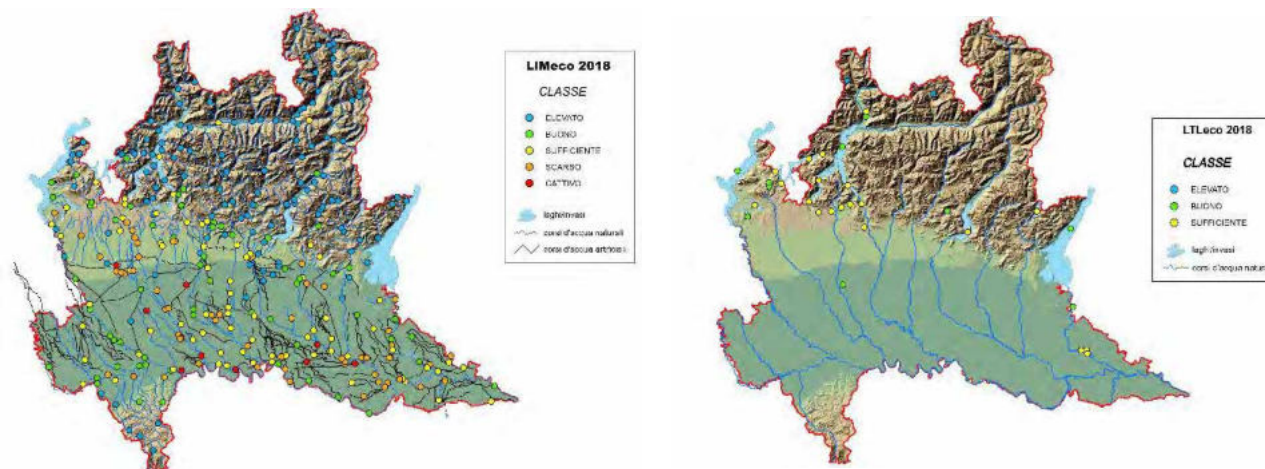 LIMeco 2018
CLASSE
ELEVATO
BUONO
SUFFICIENTE
SCARSO
CATTIVO
laghi-invasi
corsi d'acqua naturali
corsi d'acqua artificiali
LTLeco 2018
CLASSE
ELEVATO
BUONO
SUFFICIENTE
laghi-invasi
corsi d'acqua natur